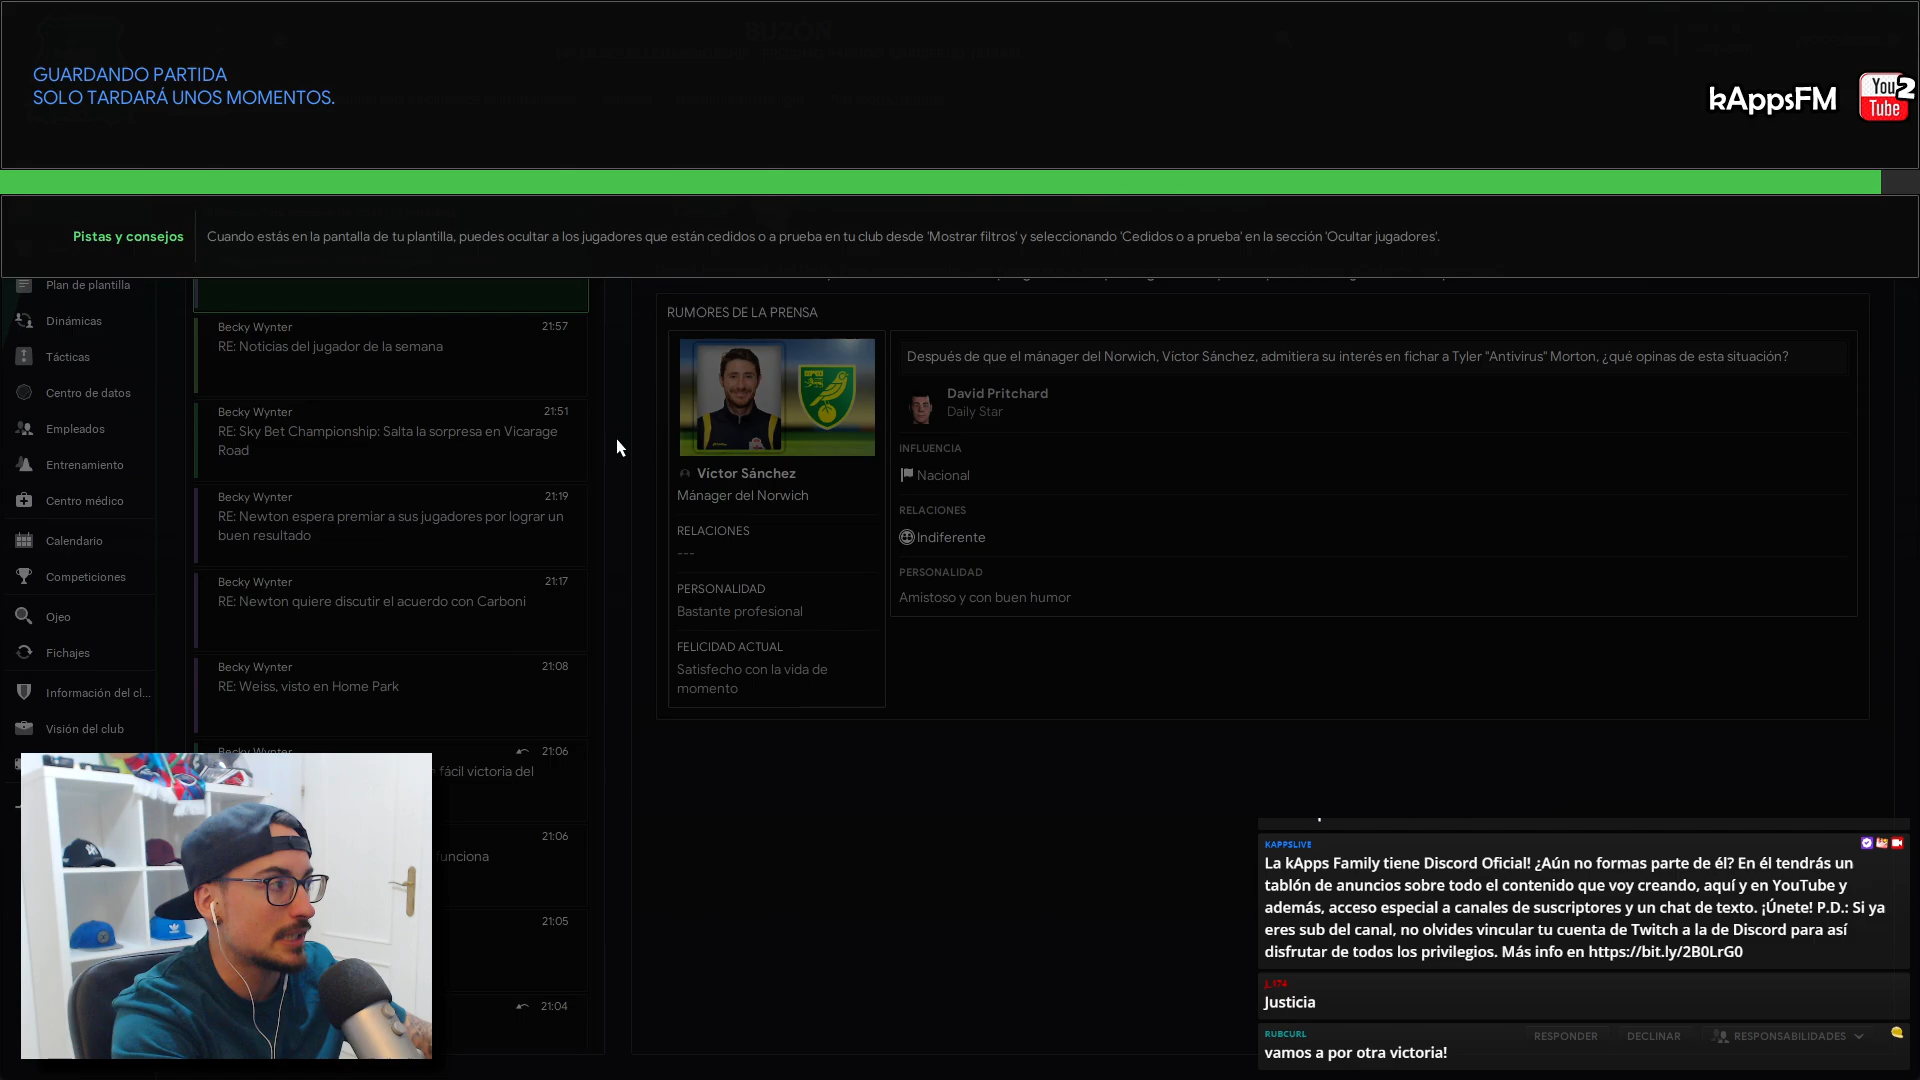 BUZÓN
GUARDANDO PARTIDA
SOLO TARDARÁ UNOS MOMENTOS.
kAppsFM
You2
Tube
Pistas y consejos
Cuando estás en la pantalla de tu plantilla, puedes ocultar a los jugadores que están cedidos o a prueba en tu club desde 'Mostrar filtros' y seleccionando 'Cedidos o a prueba' en la sección 'Ocultar jugadores'.
Plan de plantilla
Dinámicas
Tácticas
Centro de datos
Empleados
Entrenamiento
Centro médico
Calendario
Competiciones
Ojeo
Fichajes
Información del cl...
Visión del club
Becky Wynter 21:57
RE: Noticias del jugador de la semana
Becky Wynter 21:51
RE: Sky Bet Championship: Salta la sorpresa en Vicarage
Road
Becky Wynter 21:19
RE: Newton espera premiar a sus jugadores por lograr un
buen resultado
Becky Wynter 21:17
RE: Newton quiere discutir el acuerdo con Carboni
Becky Wynter 21:08
RE: Weiss, visto en Home Park
Becky Wynter 21:06
fácil victoria del
21:06
funciona
21:05
21:04
RUMORES DE LA PRENSA
Víctor Sánchez
Mánager del Norwich
RELACIONES
---
PERSONALIDAD
Bastante profesional
FELICIDAD ACTUAL
Satisfecho con la vida de
momento
Después de que el mánager del Norwich, Víctor Sánchez, admitiera su interés en fichar a Tyler "Antivirus" Morton, ¿qué opinas de esta situación?
David Pritchard
Daily Star
INFLUENCIA
Nacional
RELACIONES
Indiferente
PERSONALIDAD
Amistoso y con buen humor
KAPPSLIVE
La kApps Family tiene Discord Oficial! ¿Aún no formas parte de él? En él tendrás un
tablón de anuncios sobre todo el contenido que voy creando, aquí y en YouTube y
además, acceso especial a canales de suscriptores y un chat de texto. ¡Únete! P.D.: Si ya
eres sub del canal, no olvides vincular tu cuenta de Twitch a la de Discord para así
disfrutar de todos los privilegios. Más info en https://bit.ly/2B0LrG0
Justicia
RUBCURL
vamos a por otra victoria!
RESPONDER DECLINAR RESPONSABILIDADES